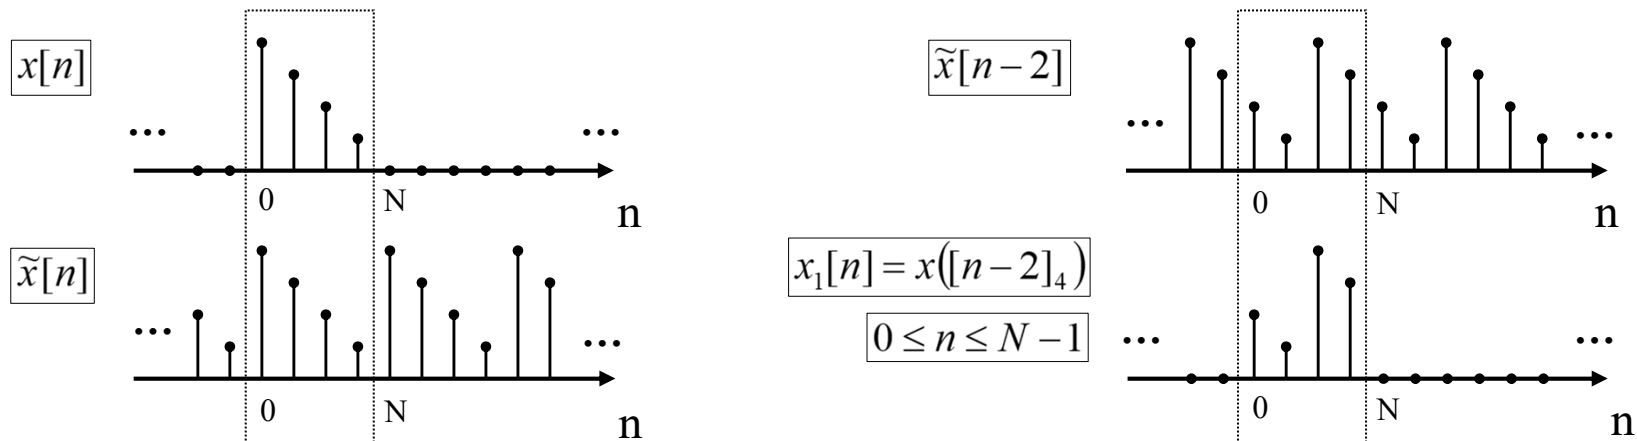 x[n]
...
...
0
N
n
x̃[n]
...
...
0
N
n
x̃[n−2]
...
...
0
N
n
x₁[n] = x([n−2]₄)
0 ≤ n ≤ N −1
...
...
0
N
n